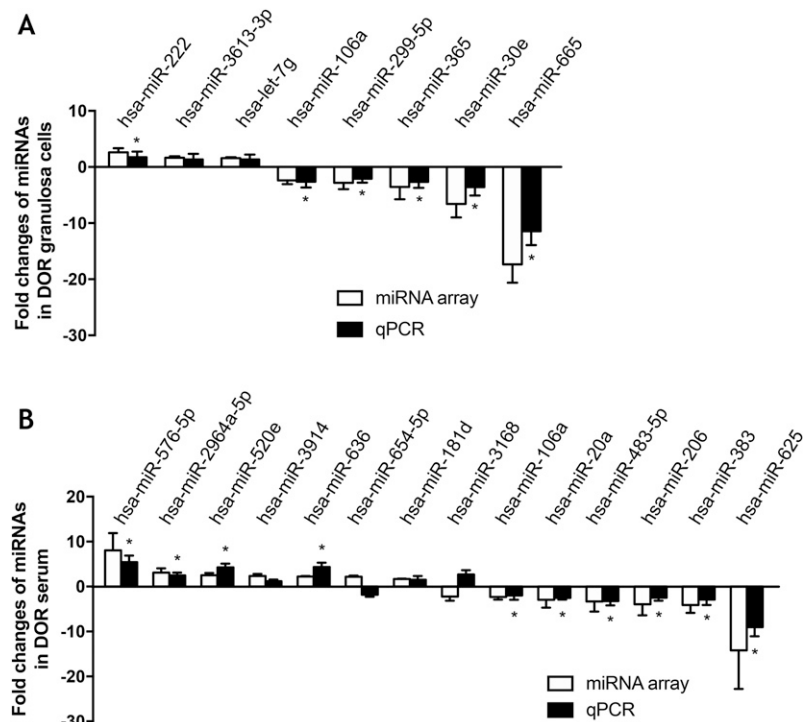 A
hsa-miR-222
hsa-miR-3613-3p
hsa-let-7g
hsa-miR-106a
hsa-miR-299-5p
hsa-miR-365
hsa-miR-30e
hsa-miR-665
Fold changes of miRNAs
in DOR granulosa cells
10
0
-10
-20
-30
*
*
*
*
*
*
miRNA array
qPCR
B
hsa-miR-576-5p
hsa-miR-2964a-5p
hsa-miR-520e
hsa-miR-3914
hsa-miR-636
hsa-miR-654-5p
hsa-miR-181d
hsa-miR-3168
hsa-miR-106a
hsa-miR-20a
hsa-miR-483-5p
hsa-miR-206
hsa-miR-383
hsa-miR-625
Fold changes of miRNAs
in DOR serum
20
10
0
-10
-20
-30
*
*
*
*
*
*
*
*
*
*
miRNA array
qPCR